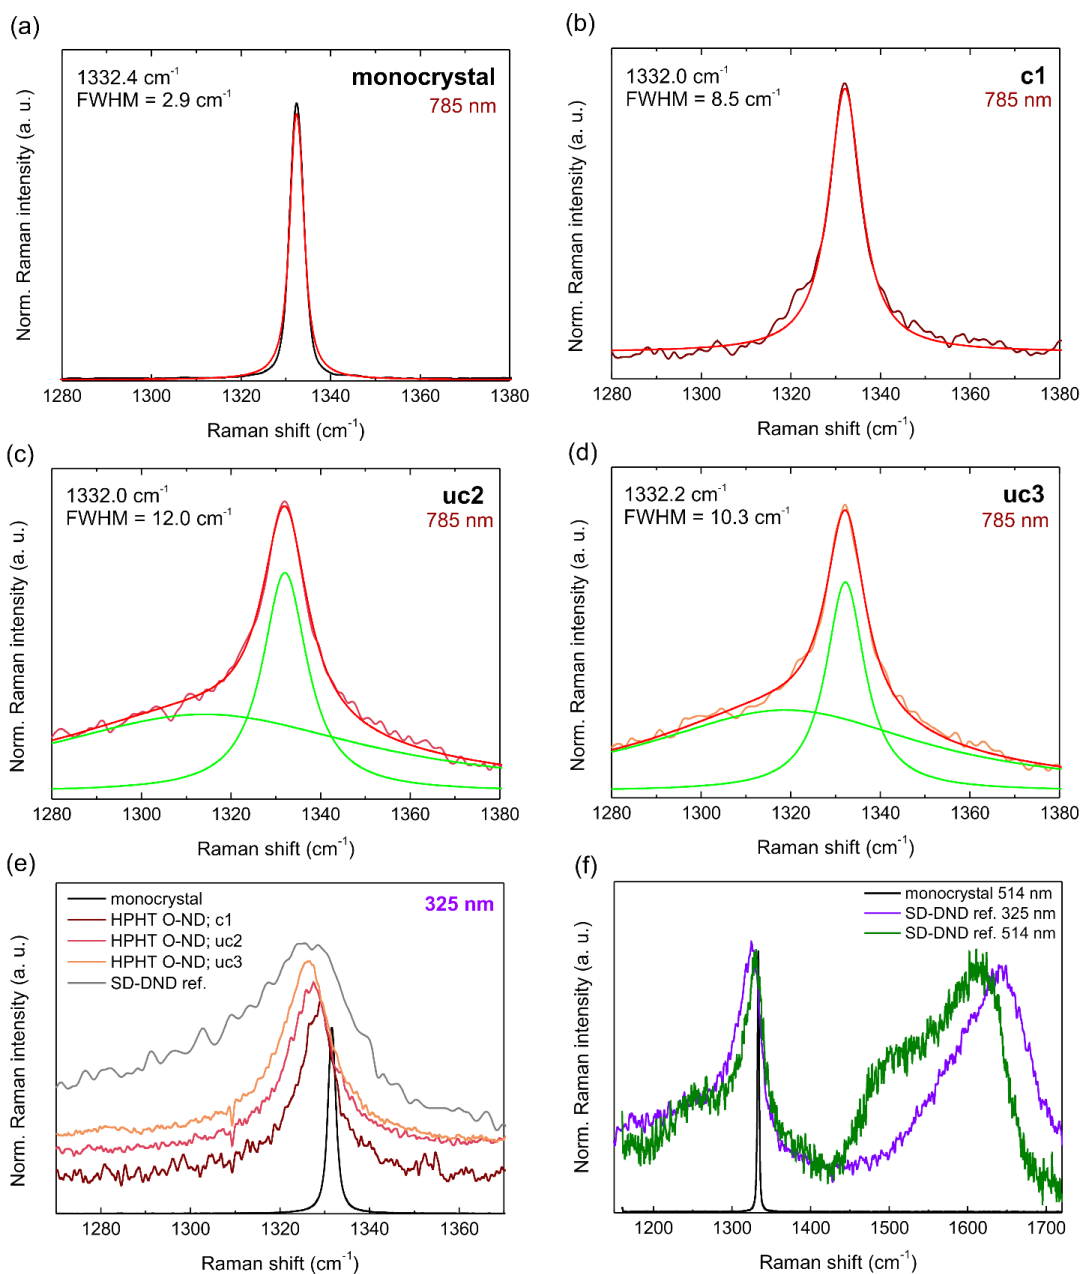 (a)
1332.4 cm⁻¹
FWHM = 2.9 cm⁻¹
monocrystal
785 nm
Norm. Raman intensity (a. u.)
1280 1300 1320 1340 1360 1380
Raman shift (cm⁻¹)
(b)
1332.0 cm⁻¹
FWHM = 8.5 cm⁻¹
c1
785 nm
Norm. Raman intensity (a. u.)
1280 1300 1320 1340 1360 1380
Raman shift (cm⁻¹)
(c)
1332.0 cm⁻¹
FWHM = 12.0 cm⁻¹
uc2
785 nm
Norm. Raman intensity (a. u.)
1280 1300 1320 1340 1360 1380
Raman shift (cm⁻¹)
(d)
1332.2 cm⁻¹
FWHM = 10.3 cm⁻¹
uc3
785 nm
Norm. Raman intensity (a. u.)
1280 1300 1320 1340 1360 1380
Raman shift (cm⁻¹)
(e)
monocrystal
HPHT O-ND; c1
HPHT O-ND; uc2
HPHT O-ND; uc3
SD-DND ref.
325 nm
Norm. Raman intensity (a. u.)
1280 1300 1320 1340 1360
Raman shift (cm⁻¹)
(f)
monocrystal 514 nm
SD-DND ref. 325 nm
SD-DND ref. 514 nm
Norm. Raman intensity (a. u.)
1200 1300 1400 1500 1600 1700
Raman shift (cm⁻¹)